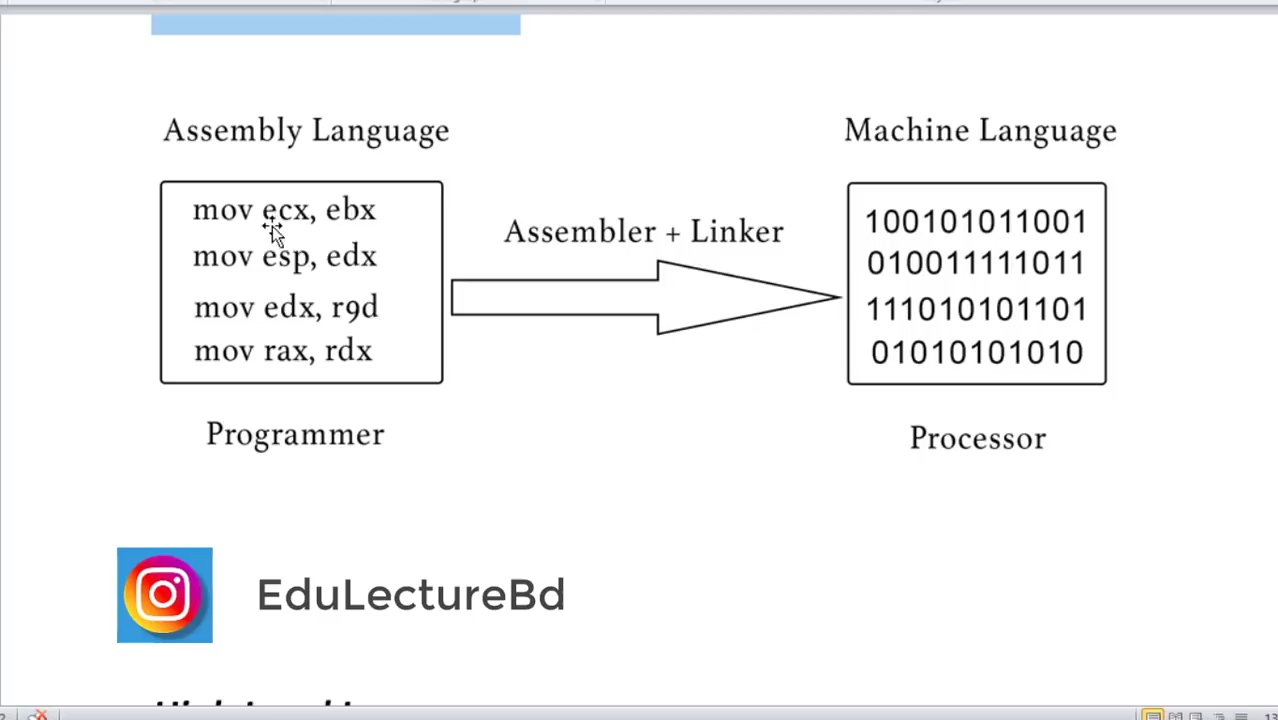 Assembly Language
Machine Language
mov ecx, ebx
mov esp, edx
mov edx, r9d
mov rax, rdx
Assembler + Linker
100101011001
010011111011
111010101101
01010101010
Programmer
Processor
EduLectureBd